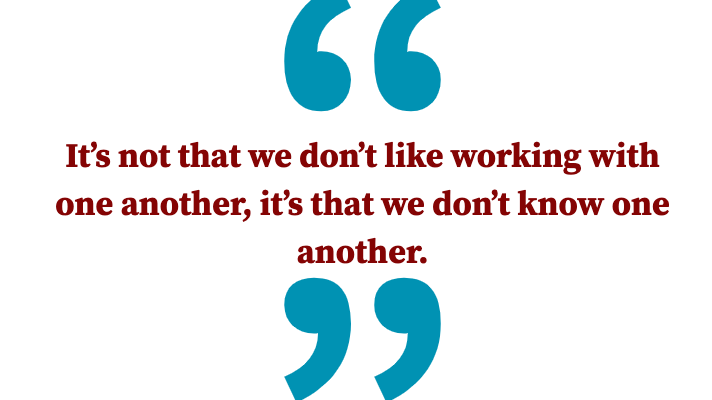 “
It’s not that we don’t like working with
one another, it’s that we don’t know one
another.
”